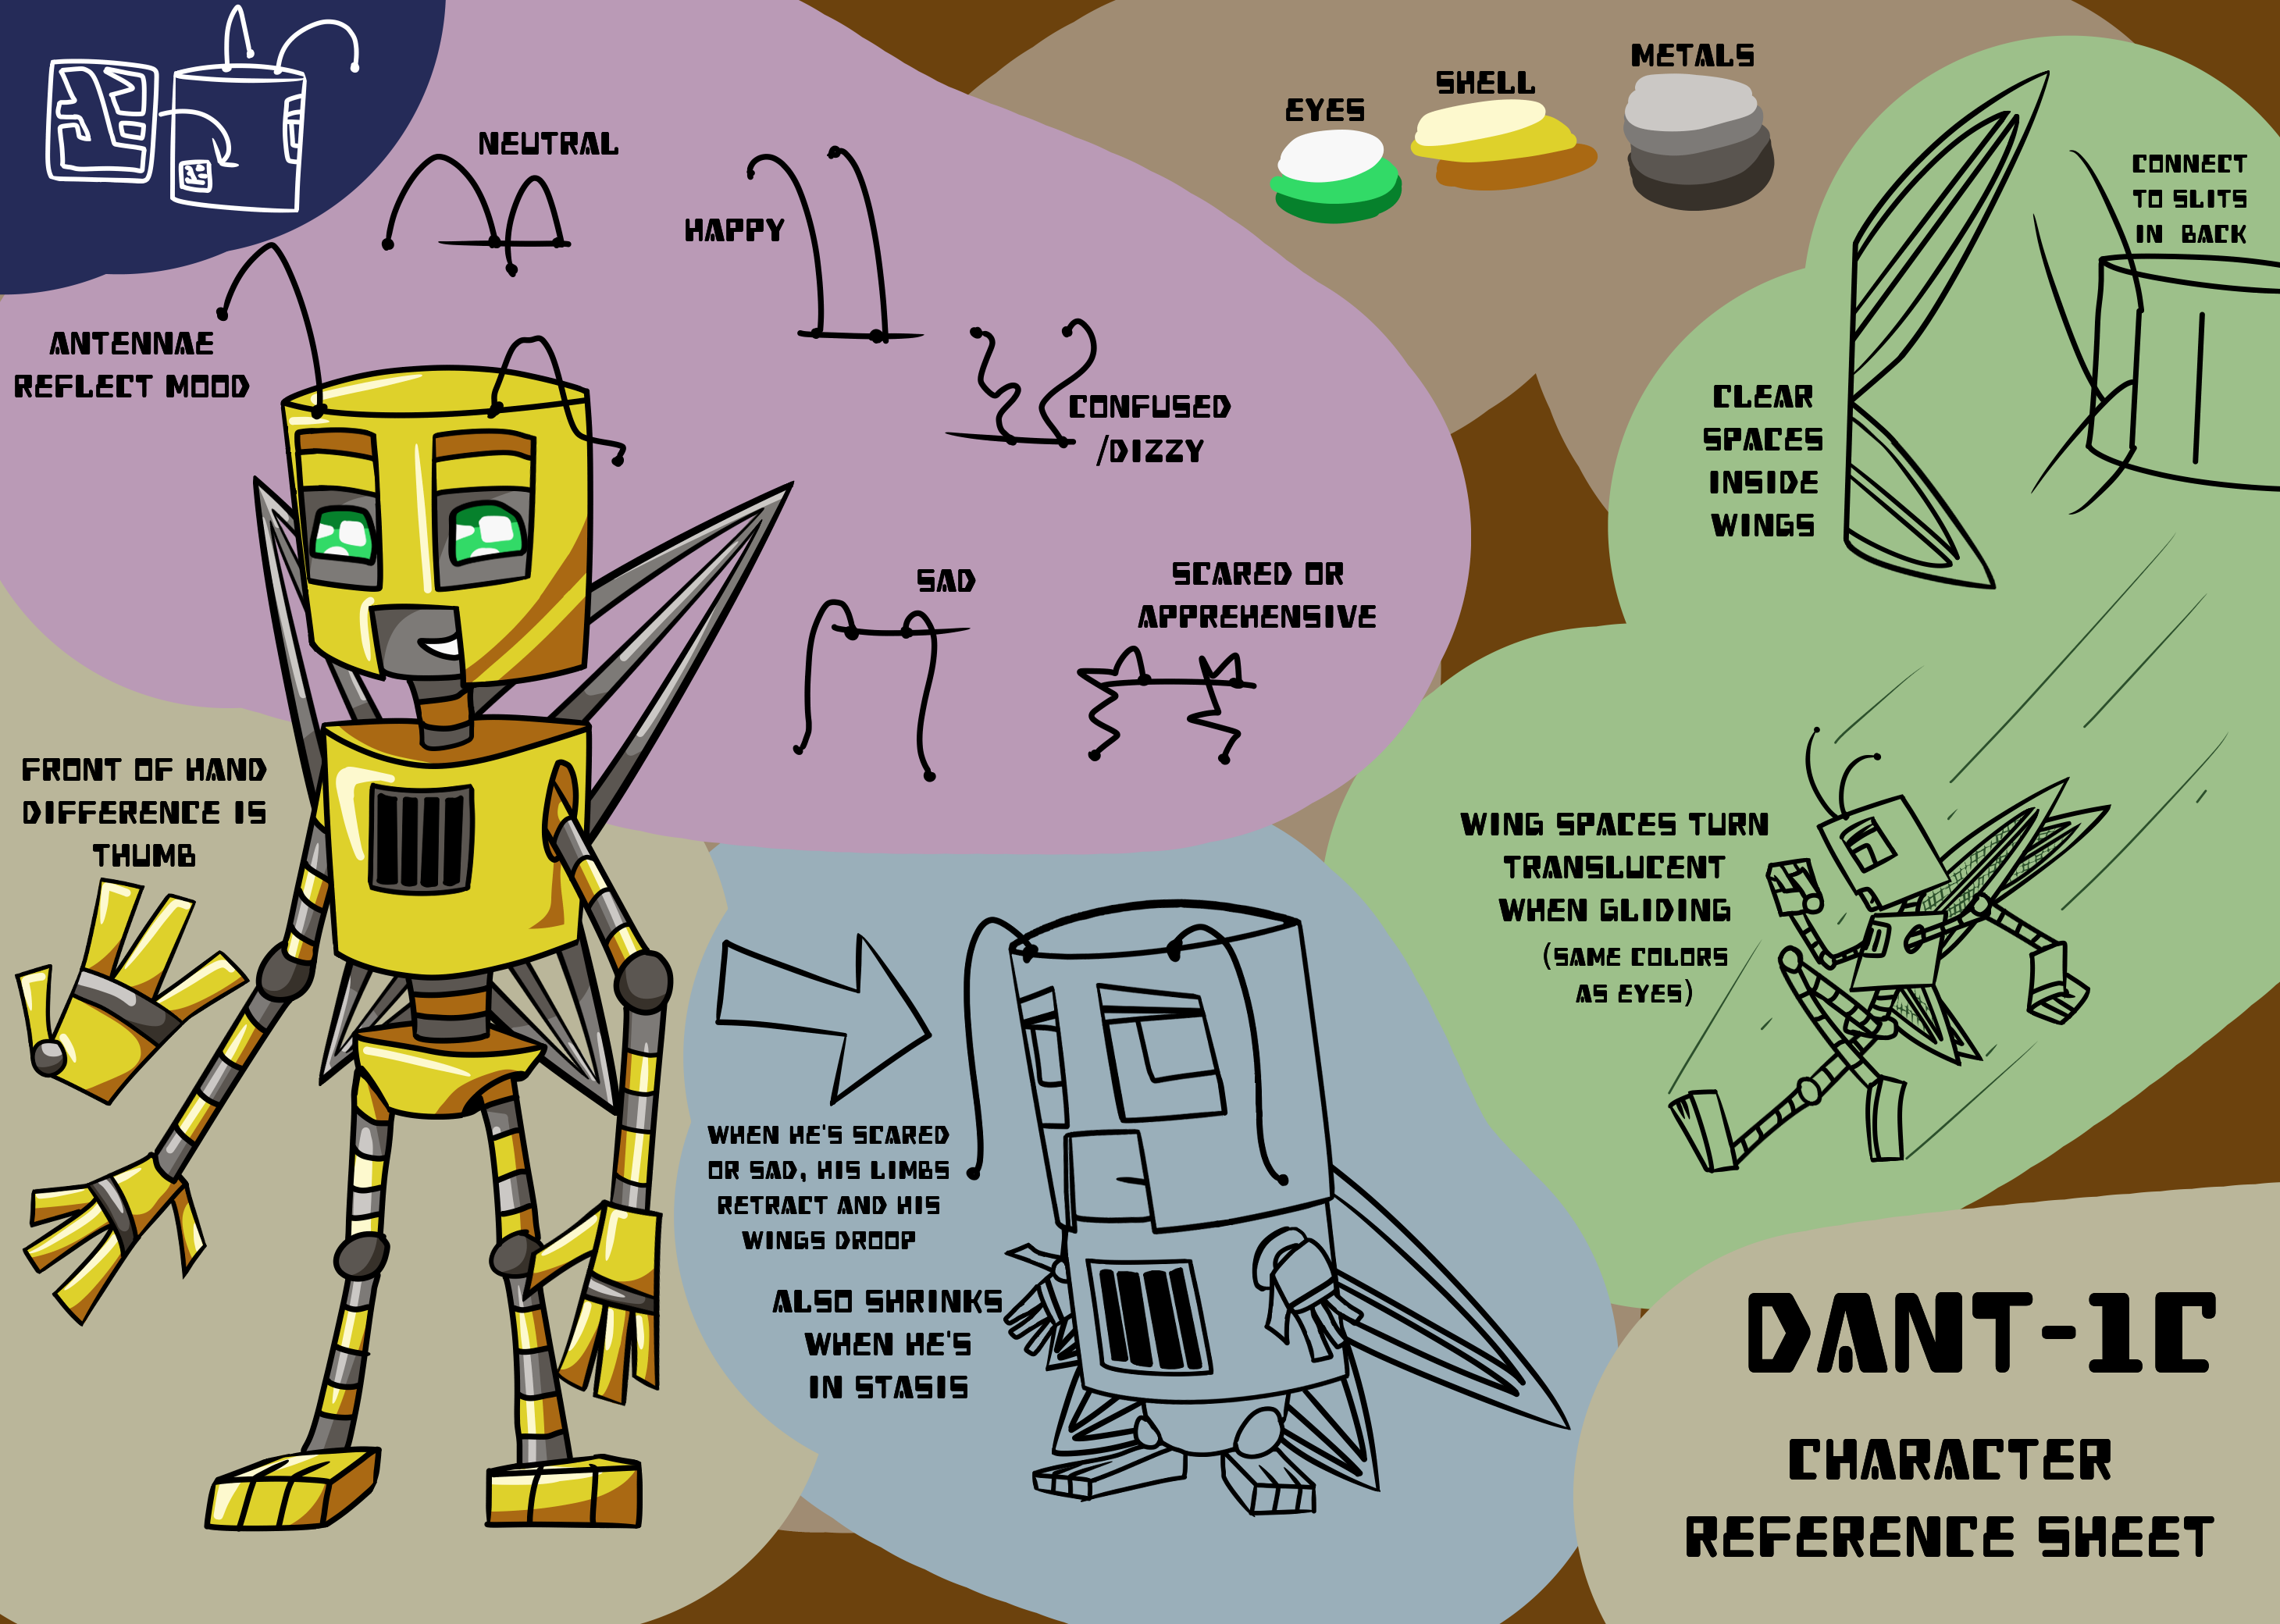 NEUTRAL
HAPPY
ANTENNAE
REFLECT MOOD
CONFUSED
/DIZZY
SAD
SCARED OR
APPREHENSIVE
EYES
SHELL
METALS
CONNECT
TO SLITS
IN BACK
CLEAR
SPACES
INSIDE
WINGS
WING SPACES TURN
TRANSLUCENT
WHEN GLIDING
(SAME COLORS
AS EYES)
FRONT OF HAND
DIFFERENCE IS
THUMB
WHEN HE'S SCARED
OR SAD, HIS LIMBS
RETRACT AND HIS
WINGS DROOP
ALSO SHRINKS
WHEN HE'S
IN STASIS
DANT-1C
CHARACTER
REFERENCE SHEET